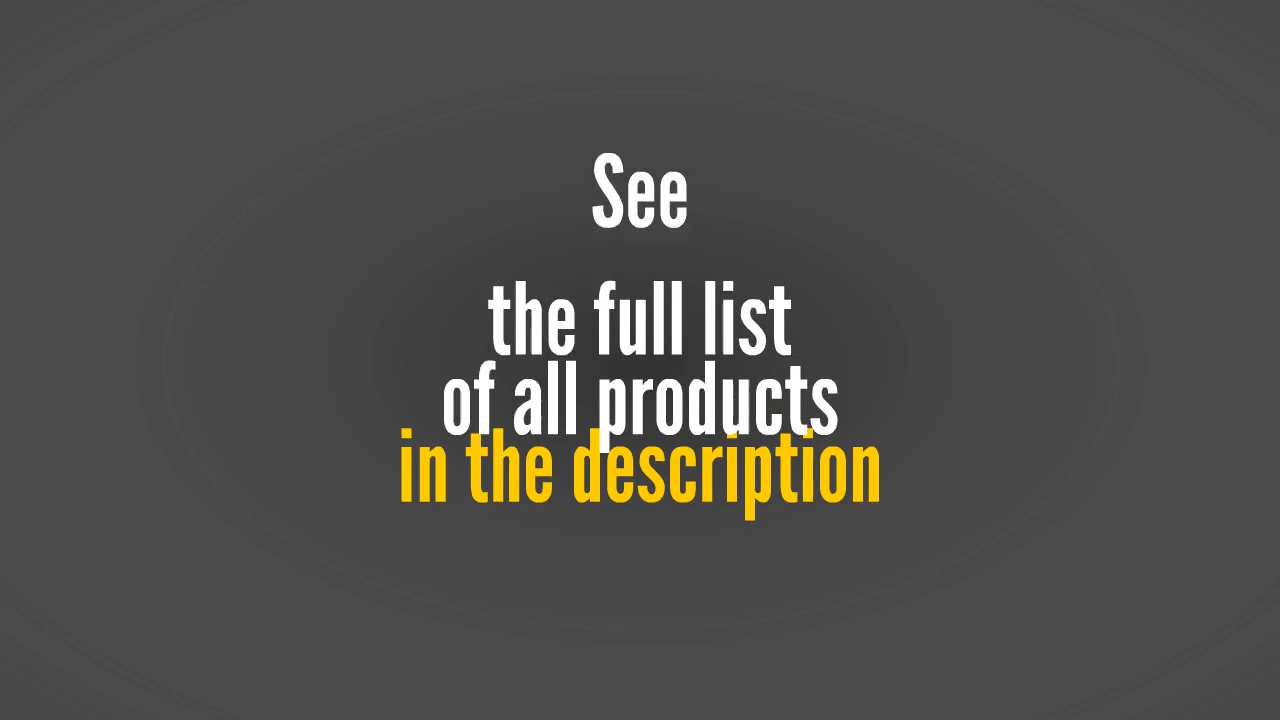 See
the full list
of all products
in the description